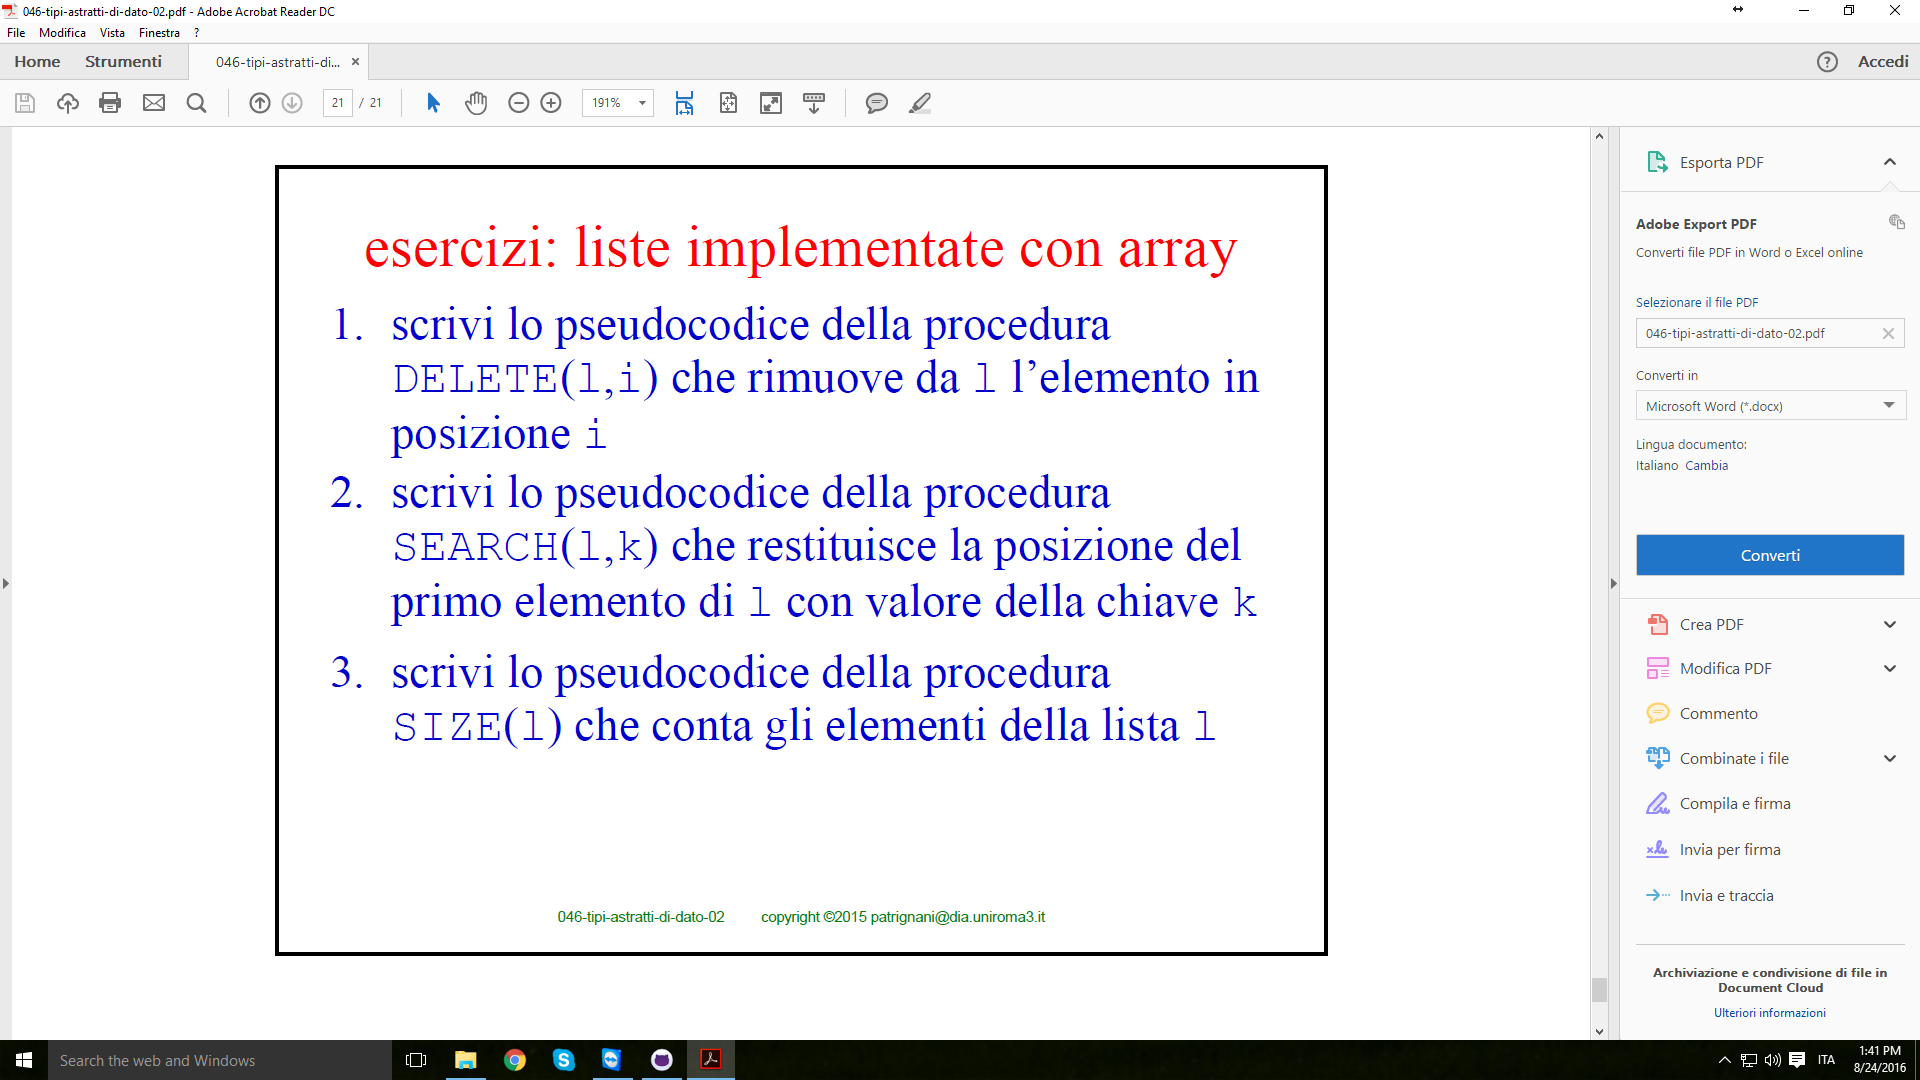 046-tipi-astratti-di-dato-02.pdf - Adobe Acrobat Reader DC
File Modifica Vista Finestra ?
Home Strumenti 046-tipi-astratti-di... × Accedi
21 / 21 191%
esercizi: liste implementate con array
1. scrivi lo pseudocodice della procedura
DELETE(l,i) che rimuove da l l’elemento in
posizione i
2. scrivi lo pseudocodice della procedura
SEARCH(l,k) che restituisce la posizione del
primo elemento di l con valore della chiave k
3. scrivi lo pseudocodice della procedura
SIZE(l) che conta gli elementi della lista l
046-tipi-astratti-di-dato-02 copyright ©2015 patrignani@dia.uniroma3.it
Esporta PDF
Adobe Export PDF
Converti file PDF in Word o Excel online
Selezionare il file PDF
046-tipi-astratti-di-dato-02.pdf
Converti in
Microsoft Word (*.docx)
Lingua documento:
Italiano Cambia
Converti
Crea PDF
Modifica PDF
Commento
Combinate i file
Compila e firma
Invia per firma
Invia e traccia
Archiviazione e condivisione di file in
Document Cloud
Ulteriori informazioni
Search the web and Windows
ITA
1:41 PM
8/24/2016